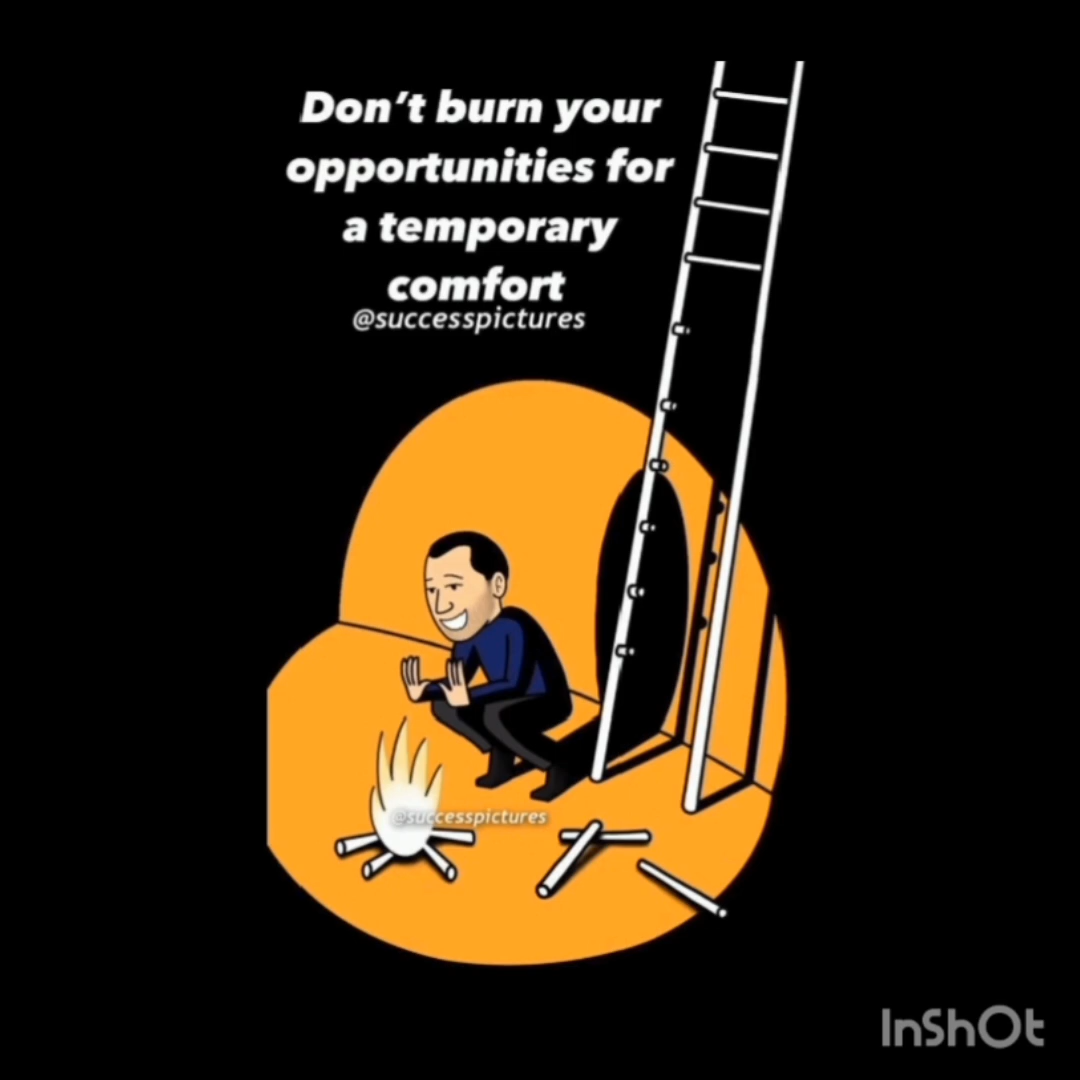 Don’t burn your
opportunities for
a temporary
comfort
@successpictures
@successpictures
InShOt